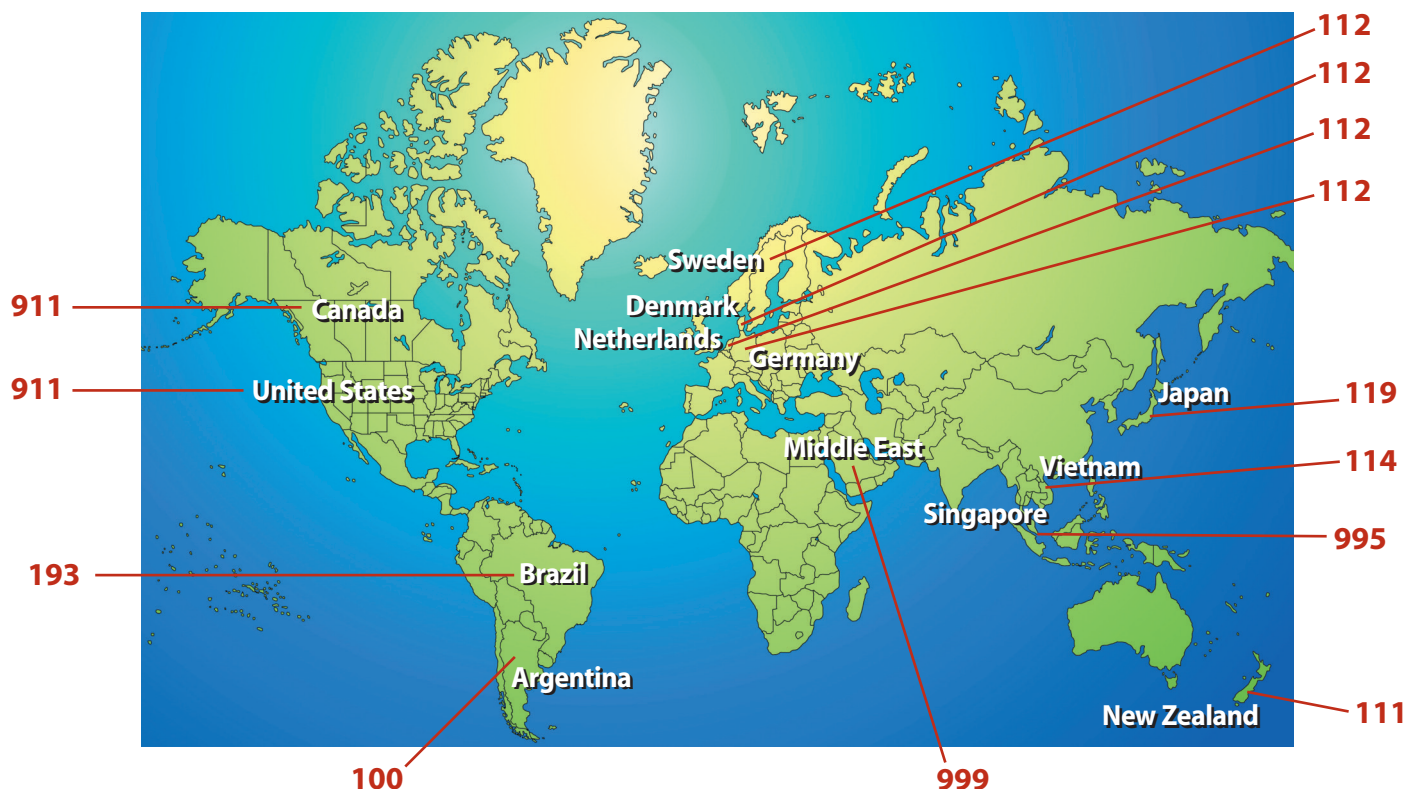 112
112
112
112
Sweden
Denmark
911
Canada
Netherlands
Germany
911
United States
Japan
119
Middle East
Vietnam
114
Singapore
995
193
Brazil
Argentina
New Zealand
111
100
999